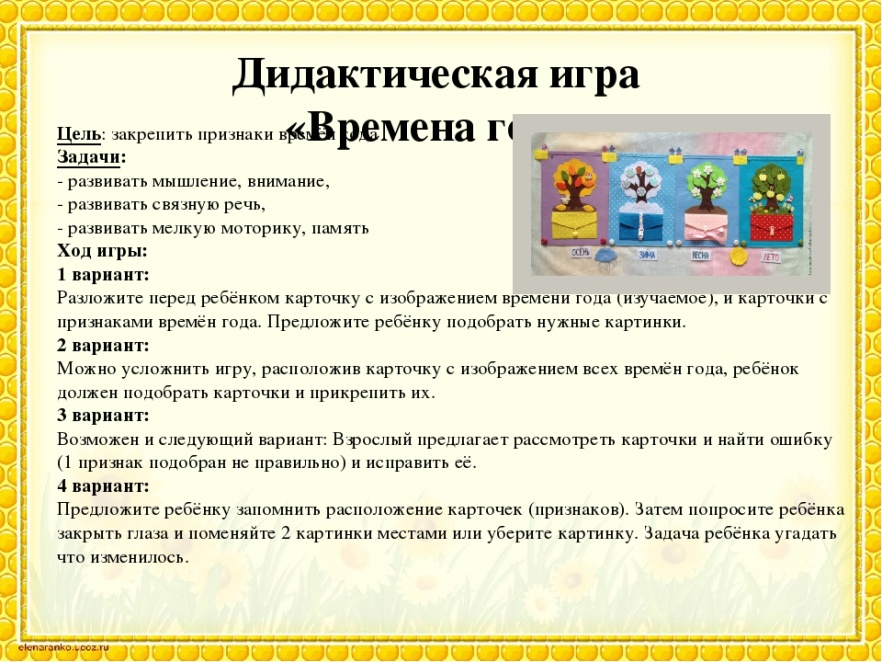 Дидактическая игра
«Времена
Цель: закрепить признаки времён года
Задачи:
- развивать мышление, внимание,
- развивать связную речь,
- развивать мелкую моторику, память
Ход игры:
1 вариант:
Разложите перед ребёнком карточку с изображением времени года (изучаемое), и карточки с
признаками времён года. Предложите ребёнку подобрать нужные картинки.
2 вариант:
Можно усложнить игру, расположив карточку с изображением всех времён года, ребёнок
должен подобрать карточки и прикрепить их.
3 вариант:
Возможен и следующий вариант: Взрослый предлагает рассмотреть карточки и найти ошибку
(1 признак подобран не правильно) и исправить её.
4 вариант:
Предложите ребёнку запомнить расположение карточек (признаков). Затем попросите ребёнка
закрыть глаза и поменяйте 2 картинки местами или уберите картинку. Задача ребёнка угадать
что изменилось.
ОСЕНЬ ЗИМА ВЕСНА ЛЕТО
elenaranko.ucoz.ru